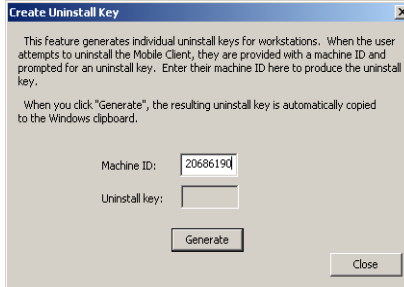 Create Uninstall Key
This feature generates individual uninstall keys for workstations. When the user
attempts to uninstall the Mobile Client, they are provided with a machine ID and
prompted for an uninstall key. Enter their machine ID here to produce the uninstall
key.
When you click "Generate", the resulting uninstall key is automatically copied
to the Windows clipboard.
Machine ID: 20686190
Uninstall key:
Generate
Close